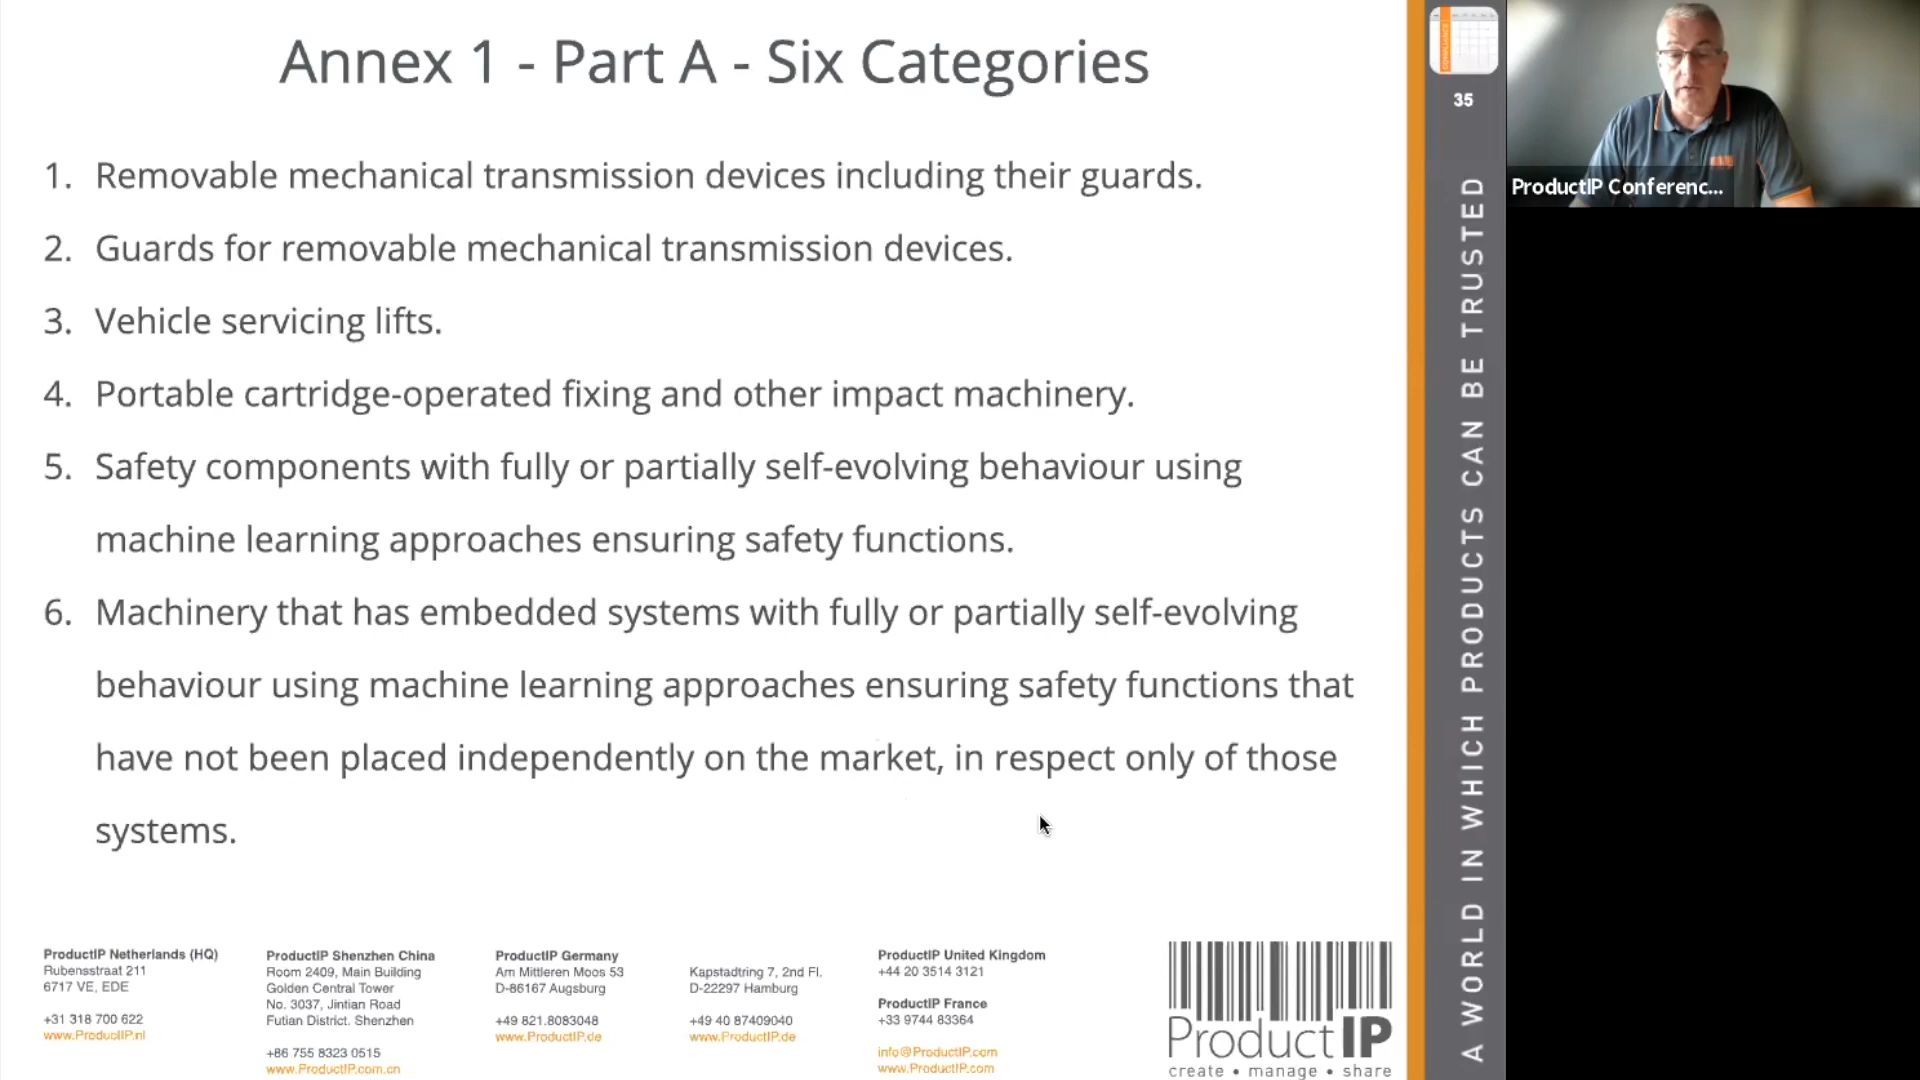 Annex 1 - Part A - Six Categories
1. Removable mechanical transmission devices including their guards.
2. Guards for removable mechanical transmission devices.
3. Vehicle servicing lifts.
4. Portable cartridge-operated fixing and other impact machinery.
5. Safety components with fully or partially self-evolving behaviour using
machine learning approaches ensuring safety functions.
6. Machinery that has embedded systems with fully or partially self-evolving
behaviour using machine learning approaches ensuring safety functions that
have not been placed independently on the market, in respect only of those
systems.
ProductIP Netherlands (HQ)
Rubensstraat 211
6717 VE, EDE
+31 318 700 622
www.ProductIP.nl
ProductIP Shenzhen China
Room 2409, Main Building
Golden Central Tower
No. 3037, Jintian Road
Futian District. Shenzhen
+86 755 8323 0515
www.ProductIP.com.cn
ProductIP Germany
Am Mittleren Moos 53
D-86167 Augsburg
+49 821.8083048
www.ProductIP.de
Kapstadtring 7, 2nd Fl.
D-22297 Hamburg
+49 40 87409040
www.ProductIP.de
ProductIP United Kingdom
+44 20 3514 3121
ProductIP France
+33 9744 83364
info@ProductIP.com
www.ProductIP.com
ProductIP
create • manage • share
35
A WORLD IN WHICH PRODUCTS CAN BE TRUSTED
ProductIP Conferenc...